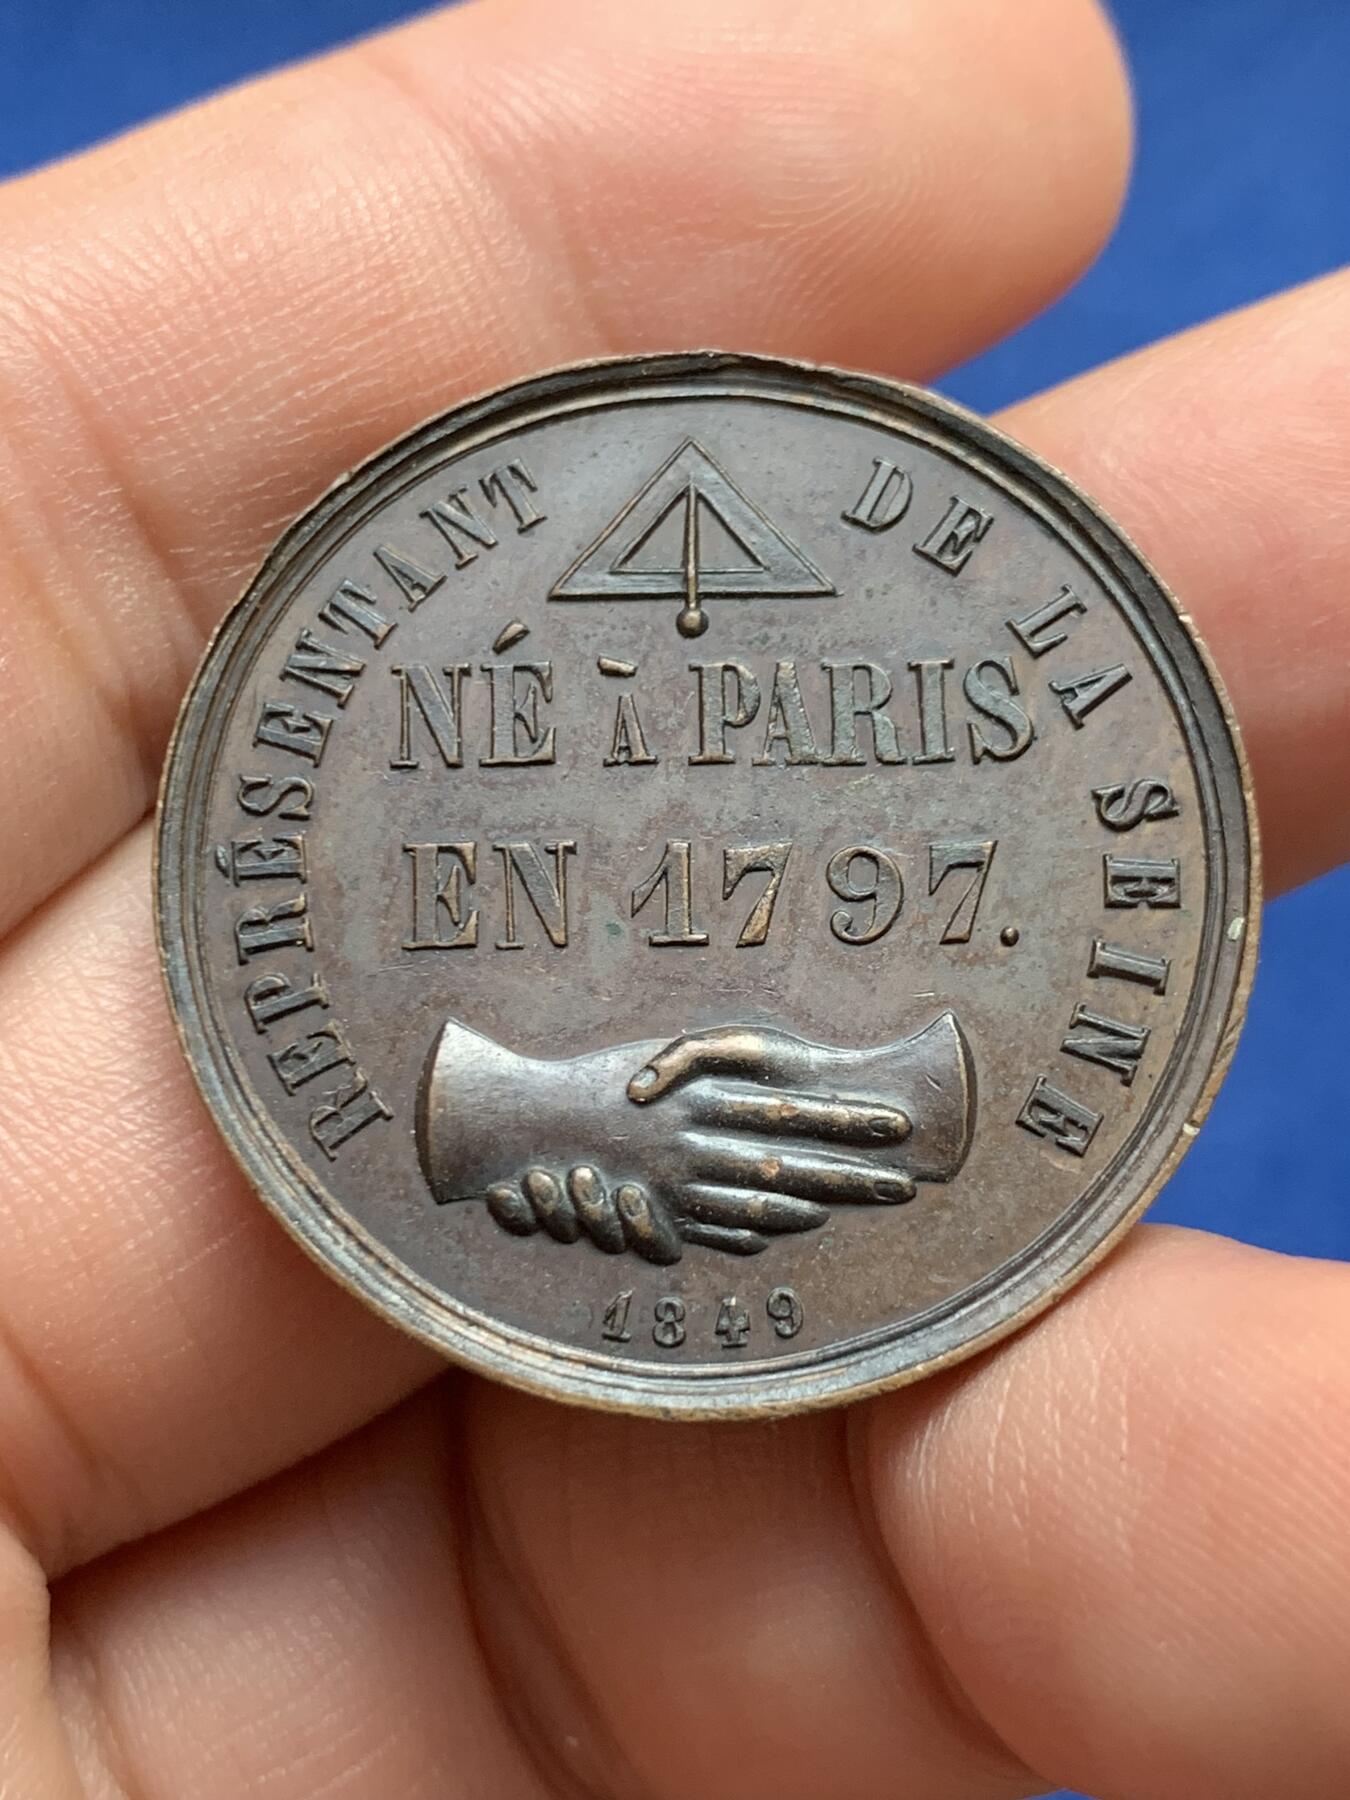 REPRÉSENTANT DE LA SEINE
NÉ À PARIS
EN 1797.
1849